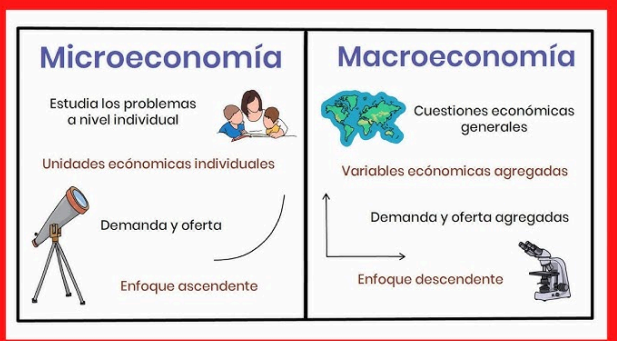 Microeconomía
Estudia los problemas
a nivel individual
Unidades ecónomicas individuales
Demanda y oferta
Enfoque ascendente
Macroeconomía
Cuestiones económicas
generales
Variables ecónomicas agregadas
Demanda y oferta agregadas
Enfoque descendente